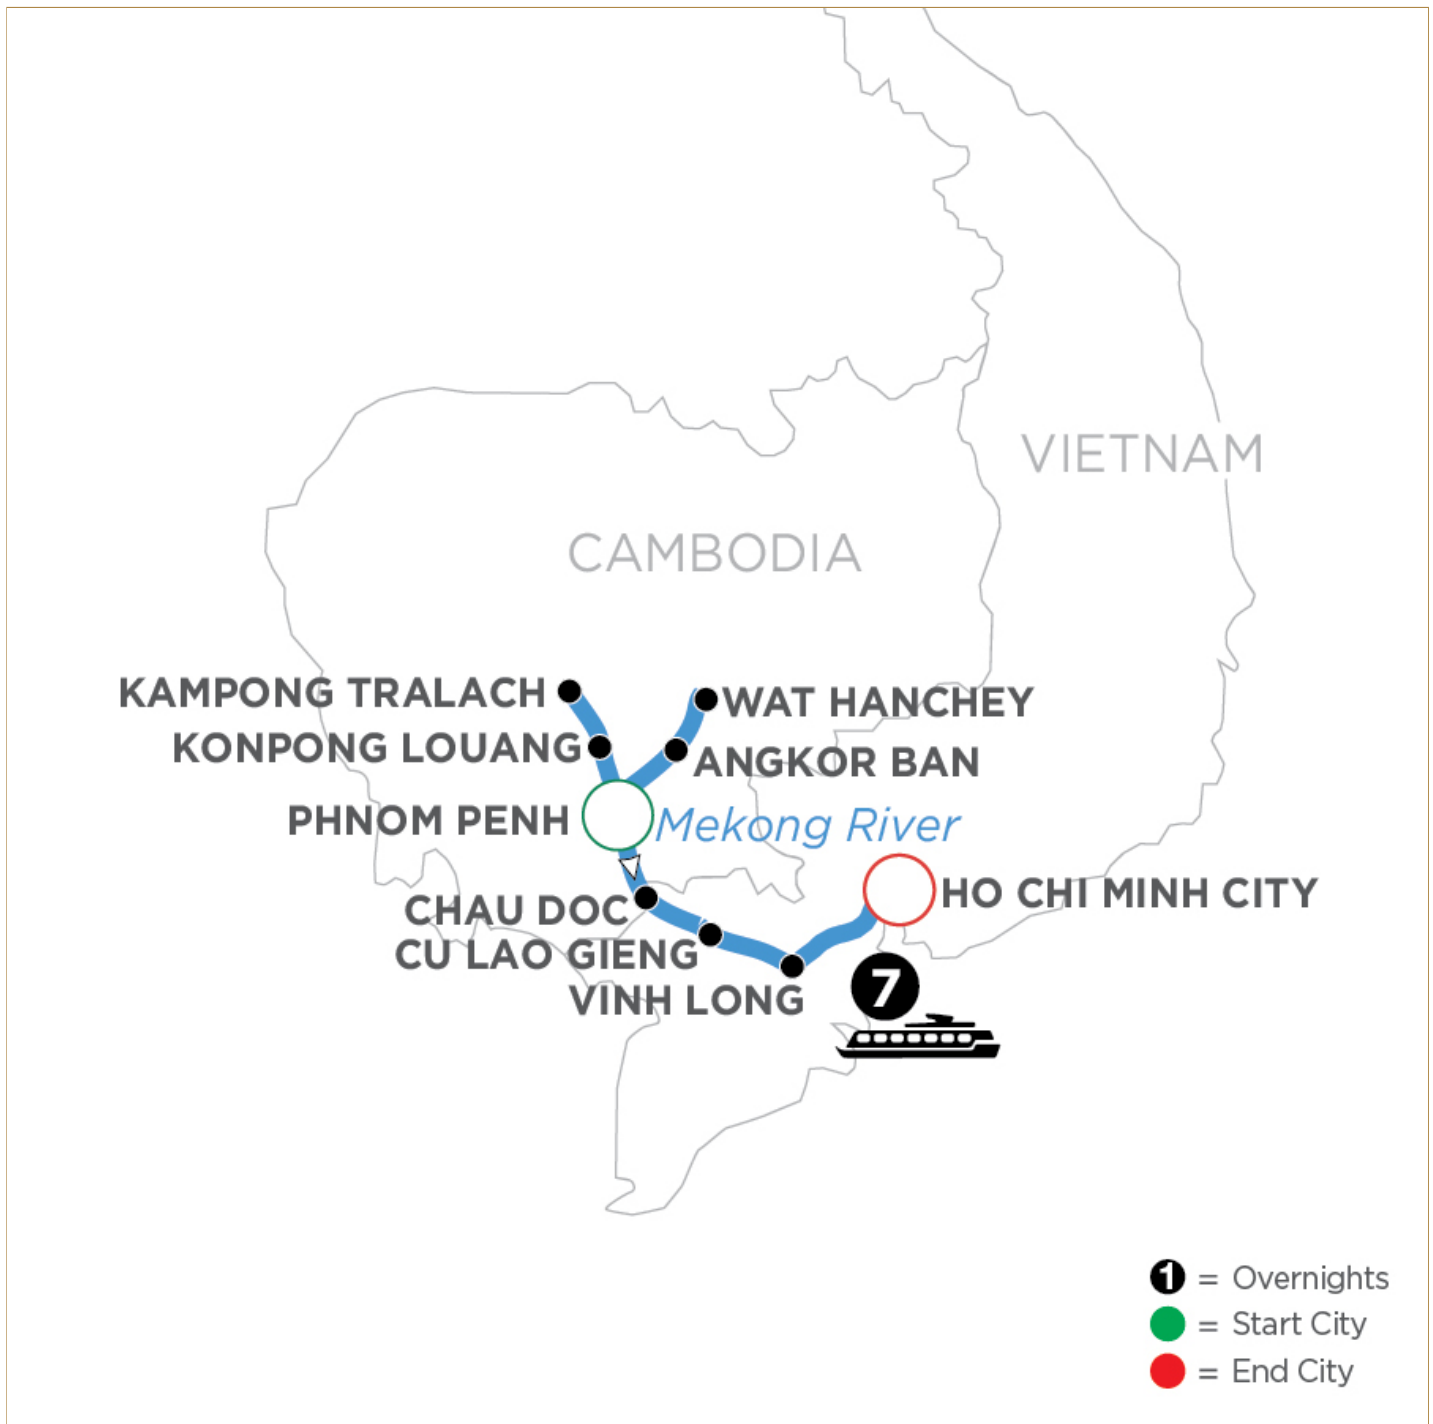 VIETNAM
CAMBODIA
KAMPONG TRALACH
WAT HANCHEY
KONPONG LOUANG
ANGKOR BAN
PHNOM PENH
Mekong River
HO CHI MINH CITY
CHAU DOC
CU LAO GIENG
VINH LONG
7
1 = Overnights
= Start City
= End City